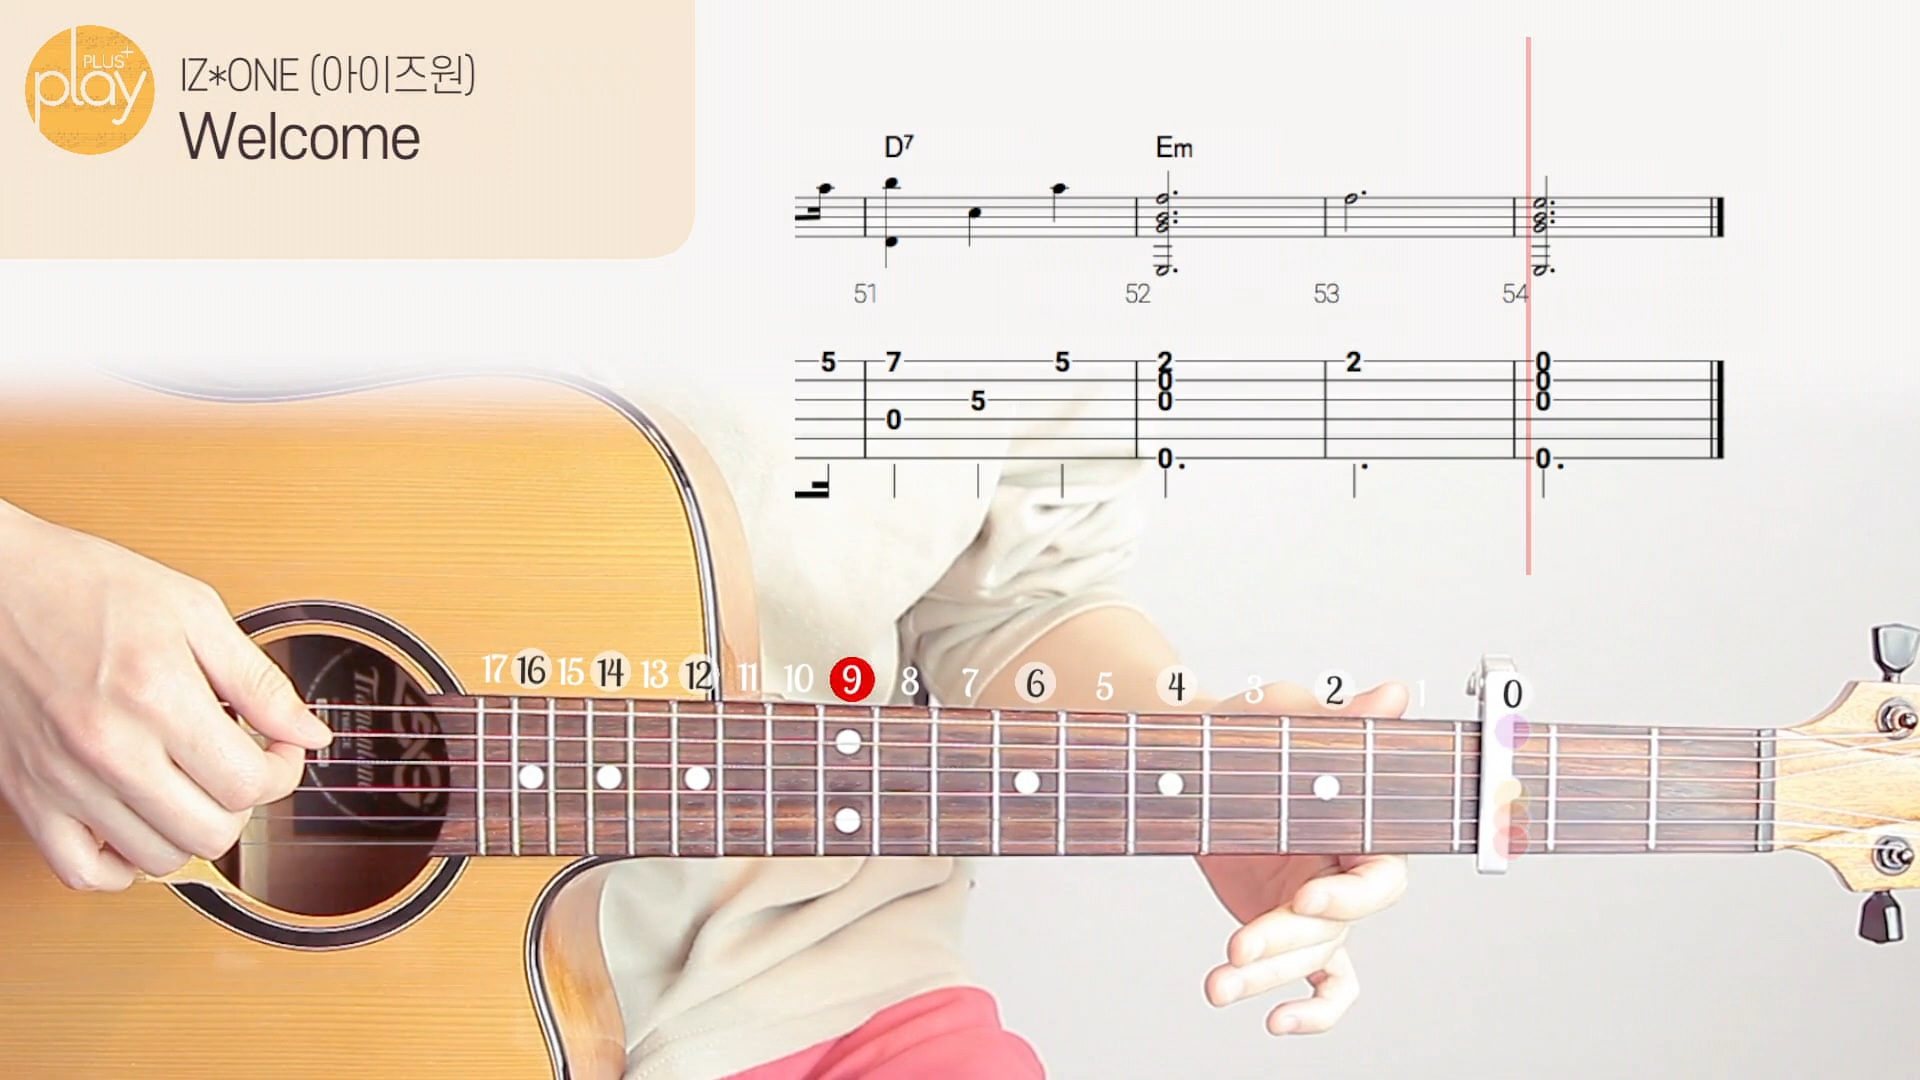 PLUS+
play
IZ*ONE (아이즈원)
Welcome
D7 Em
51 52 53 54
5 7 5 2 2 0
0 0
5 0 0
0
0. 0.
17 16 15 14 13 12 11 10 9 8 7 6 5 4 3 2 1 0